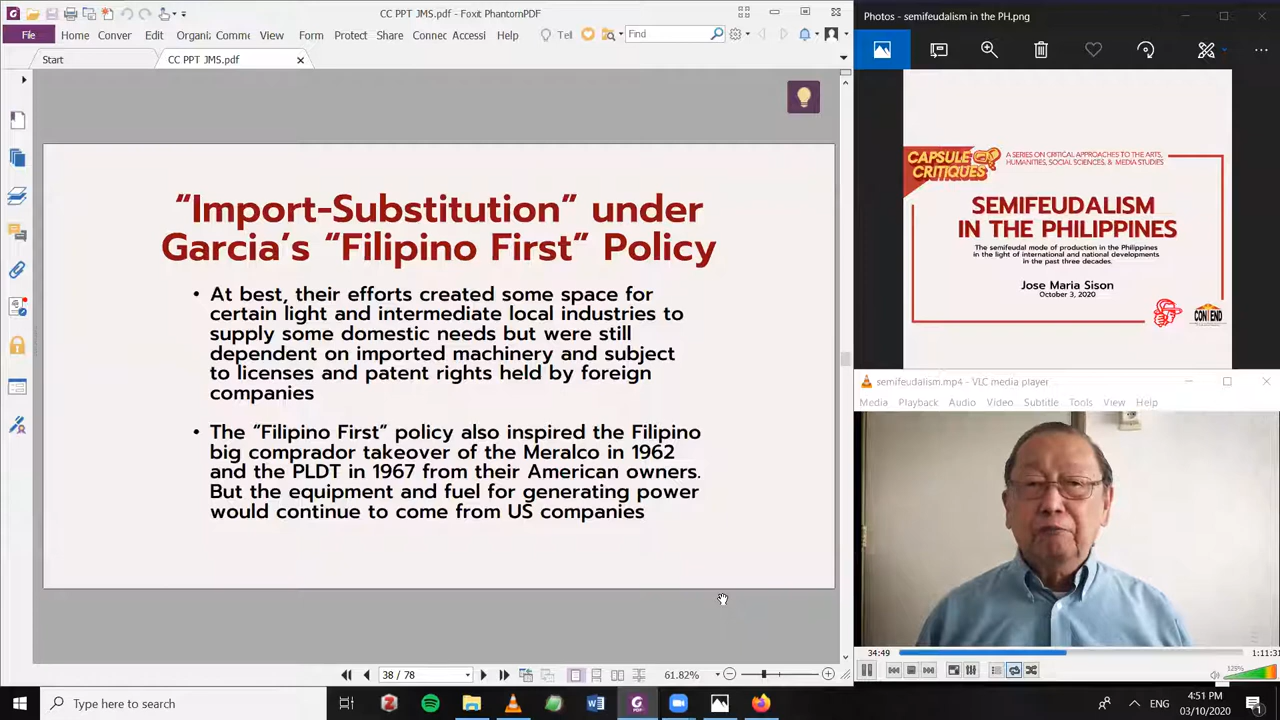 CC PPT JMS.pdf - Foxit PhantomPDF
File Home Conver Edit Organi Comme View Form Protect Share Connec Accessi Help Tell Find
Start CC PPT JMS.pdf
“Import-Substitution” under
Garcia’s “Filipino First” Policy
• At best, their efforts created some space for
certain light and intermediate local industries to
supply some domestic needs but were still
dependent on imported machinery and subject
to licenses and patent rights held by foreign
companies
• The “Filipino First” policy also inspired the Filipino
big comprador takeover of the Meralco in 1962
and the PLDT in 1967 from their American owners.
But the equipment and fuel for generating power
would continue to come from US companies
38 / 78
61.82%
Photos - semifeudalism in the PH.png
CAPSULE
CRITIQUES
A SERIES ON CRITICAL APPROACHES TO THE ARTS,
HUMANITIES, SOCIAL SCIENCES, & MEDIA STUDIES
SEMIFEUDALISM
IN THE PHILIPPINES
The semifeudal mode of production in the Philippines
in the light of international and national developments
in the past three decades.
Jose Maria Sison
October 3, 2020
CONTEND
semifeudalism.mp4 - VLC media player
Media Playback Audio Video Subtitle Tools View Help
34:49
1:11:31
125%
Type here to search
ENG
4:51 PM
03/10/2020